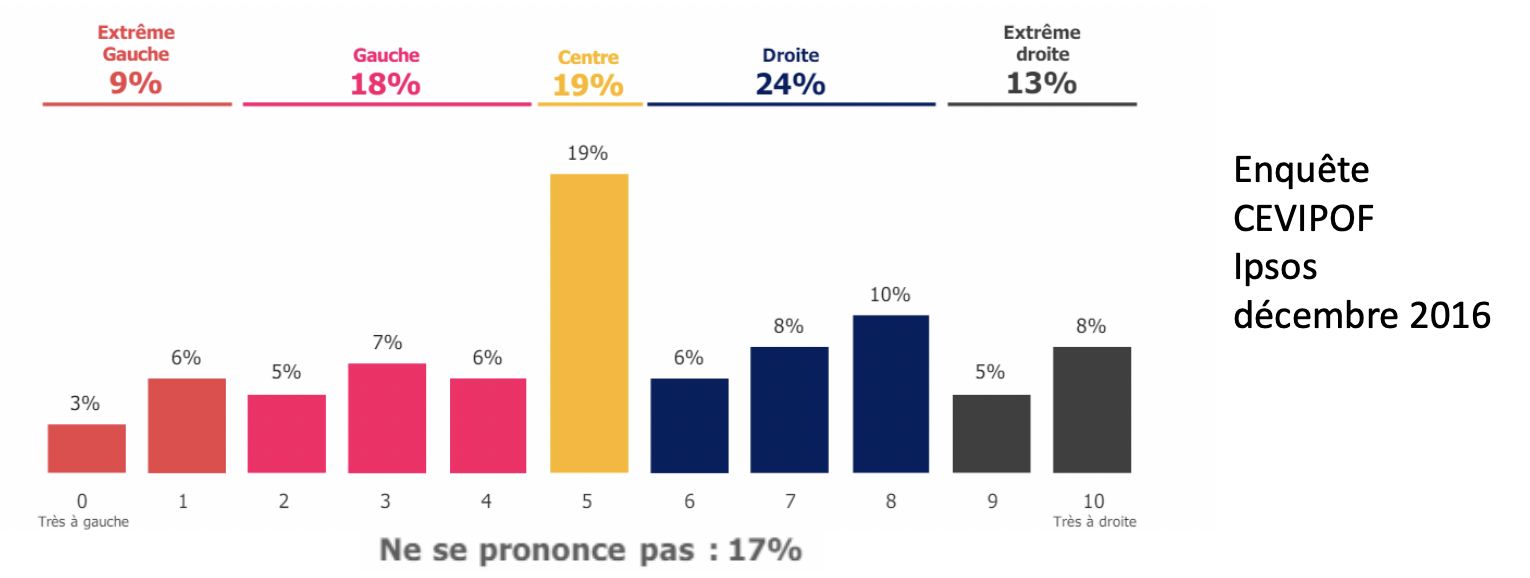 Extrême
Gauche
9%
Gauche
18%
Centre
19%
Droite
24%
Extrême
droite
13%
19%
10%
8%
8%
7%
6%
6%
6%
5%
5%
3%
0
1
2
3
4
5
6
7
8
9
10
Très à gauche
Très à droite
Ne se prononce pas : 17%
Enquête
CEVIPOF
Ipsos
décembre 2016